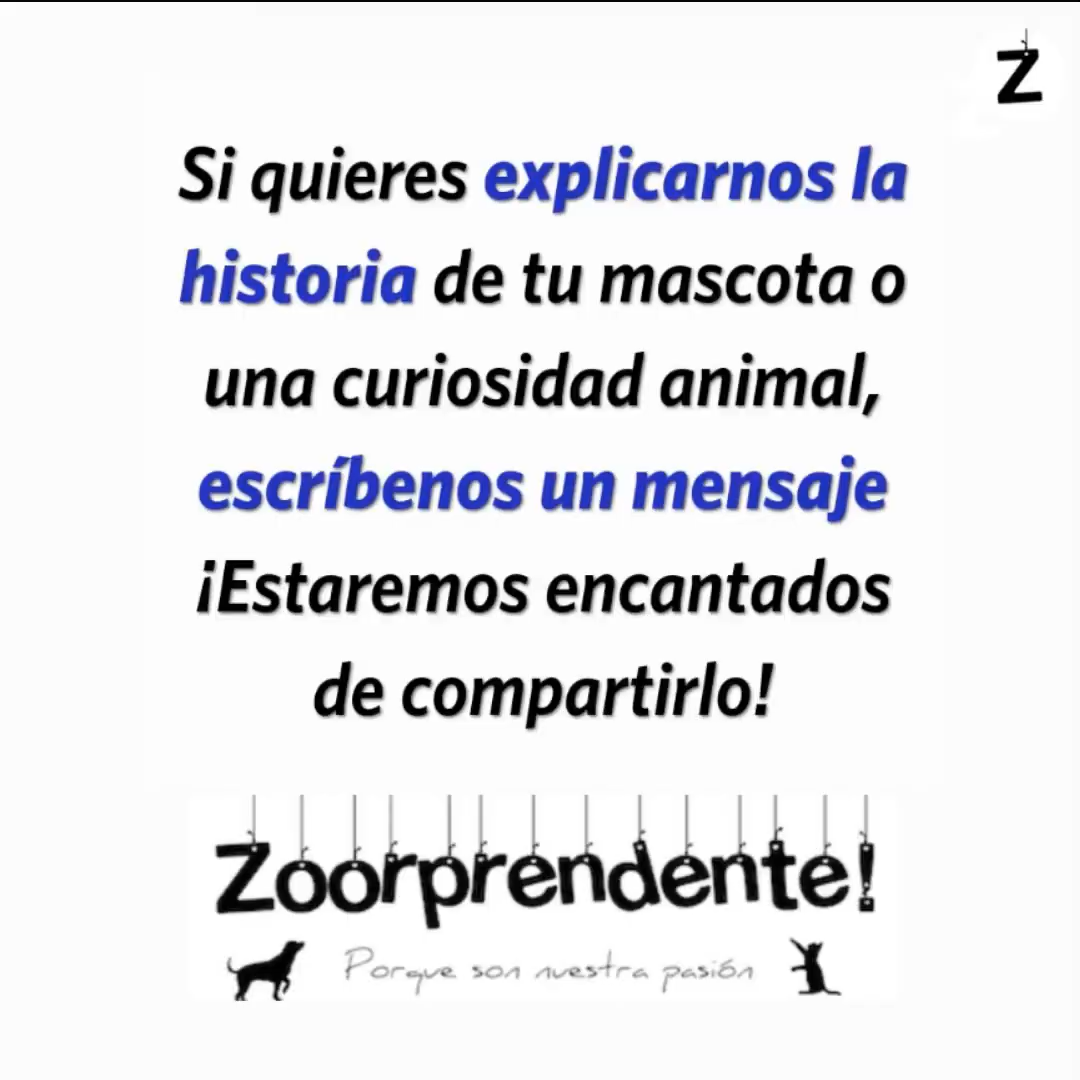 Z
Si quieres explicarnos la
historia de tu mascota o
una curiosidad animal,
escríbenos un mensaje
¡Estaremos encantados
de compartirlo!
Zoorprendente!
Porque son nuestra pasión